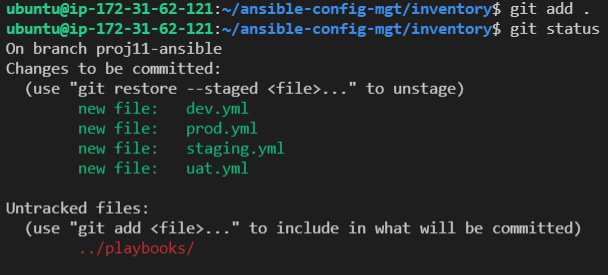 ubuntu@ip-172-31-62-121:~/ansible-config-mgt/inventory$ git add .
ubuntu@ip-172-31-62-121:~/ansible-config-mgt/inventory$ git status
On branch proj11-ansible
Changes to be committed:
  (use "git restore --staged <file>..." to unstage)
        new file:   dev.yml
        new file:   prod.yml
        new file:   staging.yml
        new file:   uat.yml

Untracked files:
  (use "git add <file>..." to include in what will be committed)
        ../playbooks/